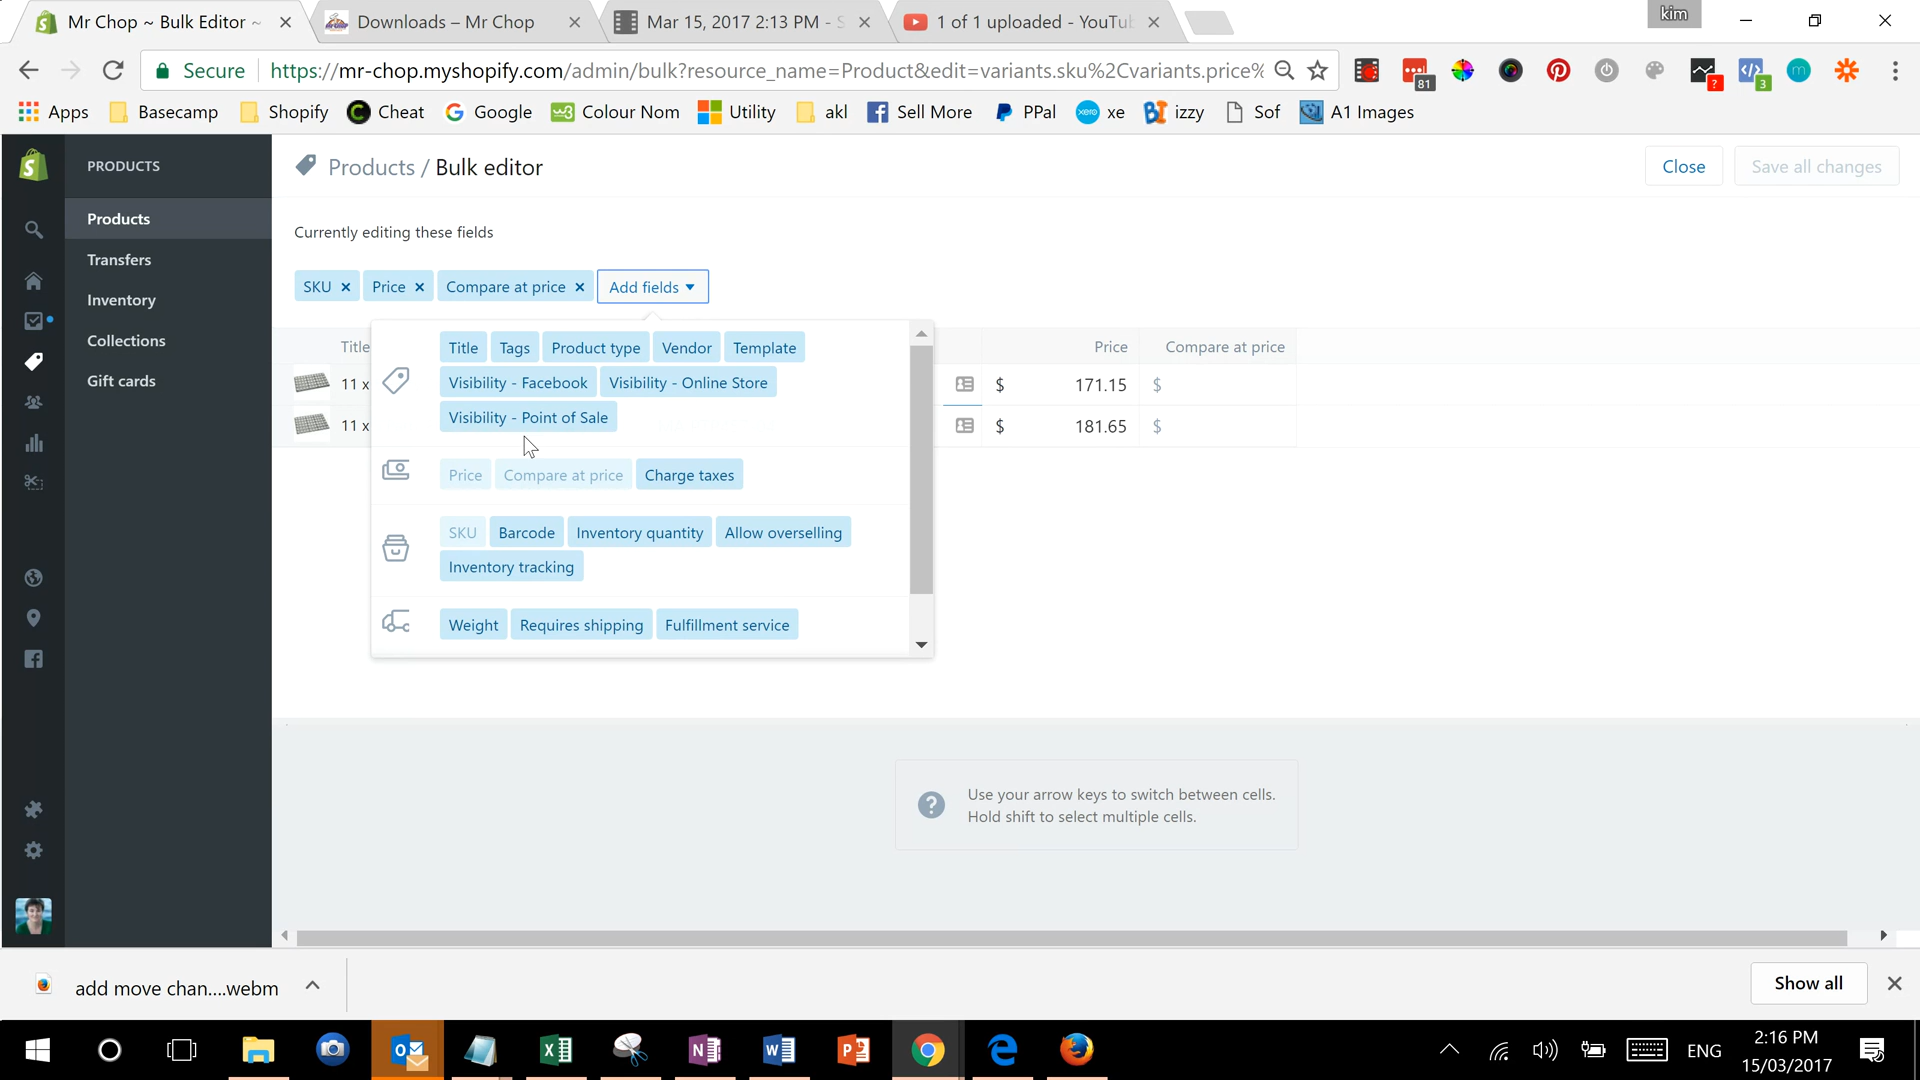 Mr Chop ~ Bulk Editor ~
Downloads – Mr Chop
Mar 15, 2017 2:13 PM - S
1 of 1 uploaded - YouTub
kim
Secure
https://mr-chop.myshopify.com/admin/bulk?resource_name=Product&edit=variants.sku%2Cvariants.price%
81
?
3
m
Apps
Basecamp
Shopify
Cheat
Google
w3
Colour Nom
Utility
akl
Sell More
PPal
xero
xe
izzy
Sof
A1 Images
PRODUCTS
Products
Transfers
Inventory
Collections
Gift cards
Products / Bulk editor
Close
Save all changes
Currently editing these fields
SKU ×
Price ×
Compare at price ×
Add fields
Title
Price
Compare at price
11 x
$ 171.15
$
11 x
$ 181.65
$
Title Tags Product type Vendor Template
Visibility - Facebook Visibility - Online Store
Visibility - Point of Sale
Price Compare at price Charge taxes
SKU Barcode Inventory quantity Allow overselling
Inventory tracking
Weight Requires shipping Fulfillment service
?
Use your arrow keys to switch between cells.
Hold shift to select multiple cells.
add move chan....webm
Show all
ENG
2:16 PM
15/03/2017